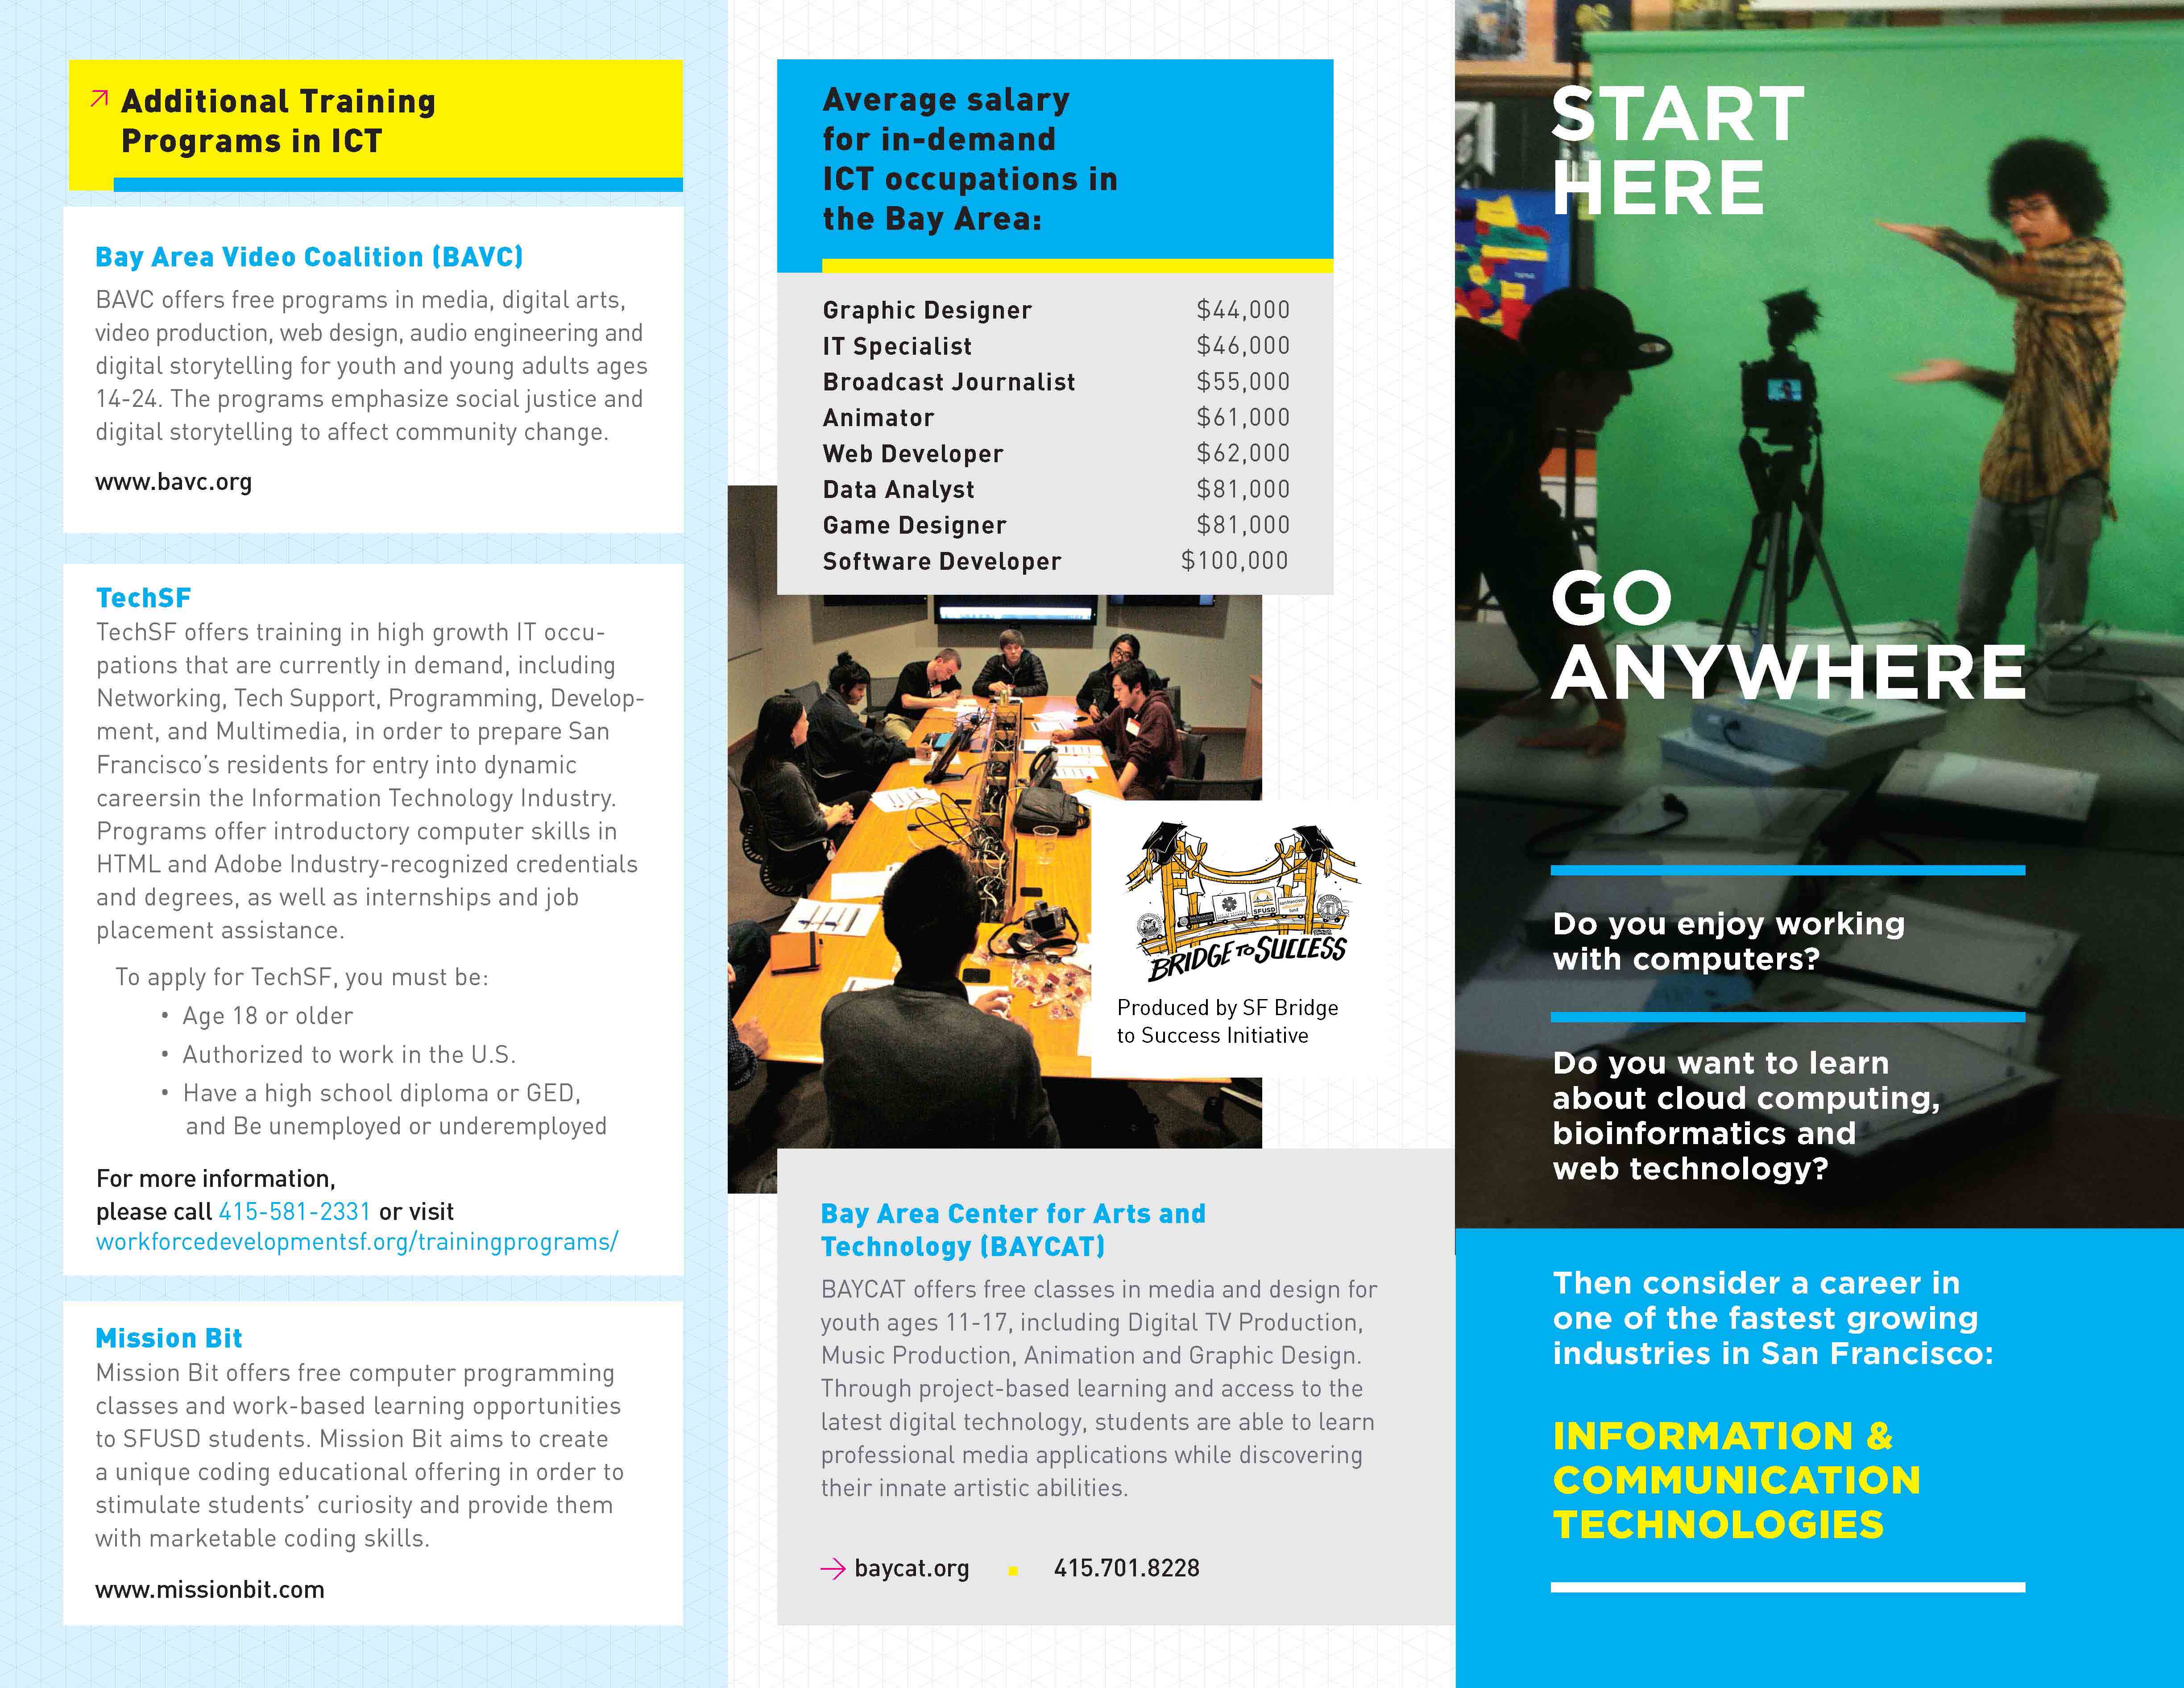 Additional Training
Programs in ICT
Bay Area Video Coalition (BAVC)
BAVC offers free programs in media, digital arts,
video production, web design, audio engineering and
digital storytelling for youth and young adults ages
14-24. The programs emphasize social justice and
digital storytelling to affect community change.
www.bavc.org
TechSF
TechSF offers training in high growth IT occu-
pations that are currently in demand, including
Networking, Tech Support, Programming, Develop-
ment, and Multimedia, in order to prepare San
Francisco's residents for entry into dynamic
careersin the Information Technology Industry.
Programs offer introductory computer skills in
HTML and Adobe Industry-recognized credentials
and degrees, as well as internships and job
placement assistance.
To apply for TechSF, you must be:
• Age 18 or older
• Authorized to work in the U.S.
• Have a high school diploma or GED,
and Be unemployed or underemployed
For more information,
please call 415-581-2331 or visit
workforcedevelopmentsf.org/trainingprograms/
Mission Bit
Mission Bit offers free computer programming
classes and work-based learning opportunities
to SFUSD students. Mission Bit aims to create
a unique coding educational offering in order to
stimulate students' curiosity and provide them
with marketable coding skills.
www.missionbit.com
Average salary
for in-demand
ICT occupations in
the Bay Area:
Graphic Designer $44,000
IT Specialist $46,000
Broadcast Journalist $55,000
Animator $61,000
Web Developer $62,000
Data Analyst $81,000
Game Designer $81,000
Software Developer $100,000
SFUSD
BRIDGE TO SUCCESS
Produced by SF Bridge
to Success Initiative
Bay Area Center for Arts and
Technology (BAYCAT)
BAYCAT offers free classes in media and design for
youth ages 11-17, including Digital TV Production,
Music Production, Animation and Graphic Design.
Through project-based learning and access to the
latest digital technology, students are able to learn
professional media applications while discovering
their innate artistic abilities.
baycat.org 415.701.8228
START
HERE
GO
ANYWHERE
Do you enjoy working
with computers?
Do you want to learn
about cloud computing,
bioinformatics and
web technology?
Then consider a career in
one of the fastest growing
industries in San Francisco:
INFORMATION &
COMMUNICATION
TECHNOLOGIES